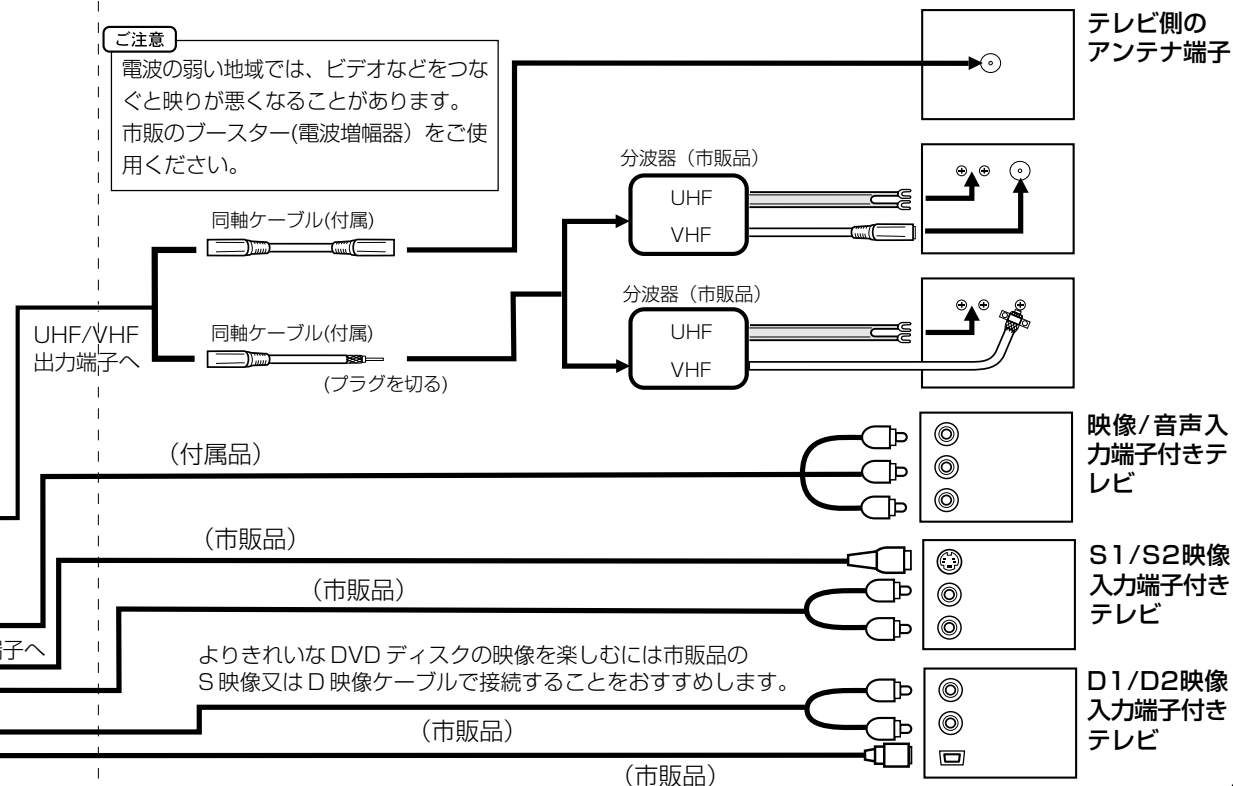 ご注意
電波の弱い地域では、ビデオなどをつな
ぐと映りが悪くなることがあります。
市販のブースター(電波増幅器）をご使
用ください。
テレビ側の
アンテナ端子
分波器（市販品）
UHF
VHF
同軸ケーブル(付属)
分波器（市販品）
UHF
VHF
UHF/VHF
出力端子へ
同軸ケーブル(付属)
(プラグを切る)
映像/音声入
力端子付きテ
レビ
（付属品）
（市販品）
S1/S2映像
入力端子付き
テレビ
（市販品）
子へ
よりきれいな DVD ディスクの映像を楽しむには市販品の
S 映像又は D 映像ケーブルで接続することをおすすめします。
D1/D2映像
入力端子付き
テレビ
（市販品）
（市販品）